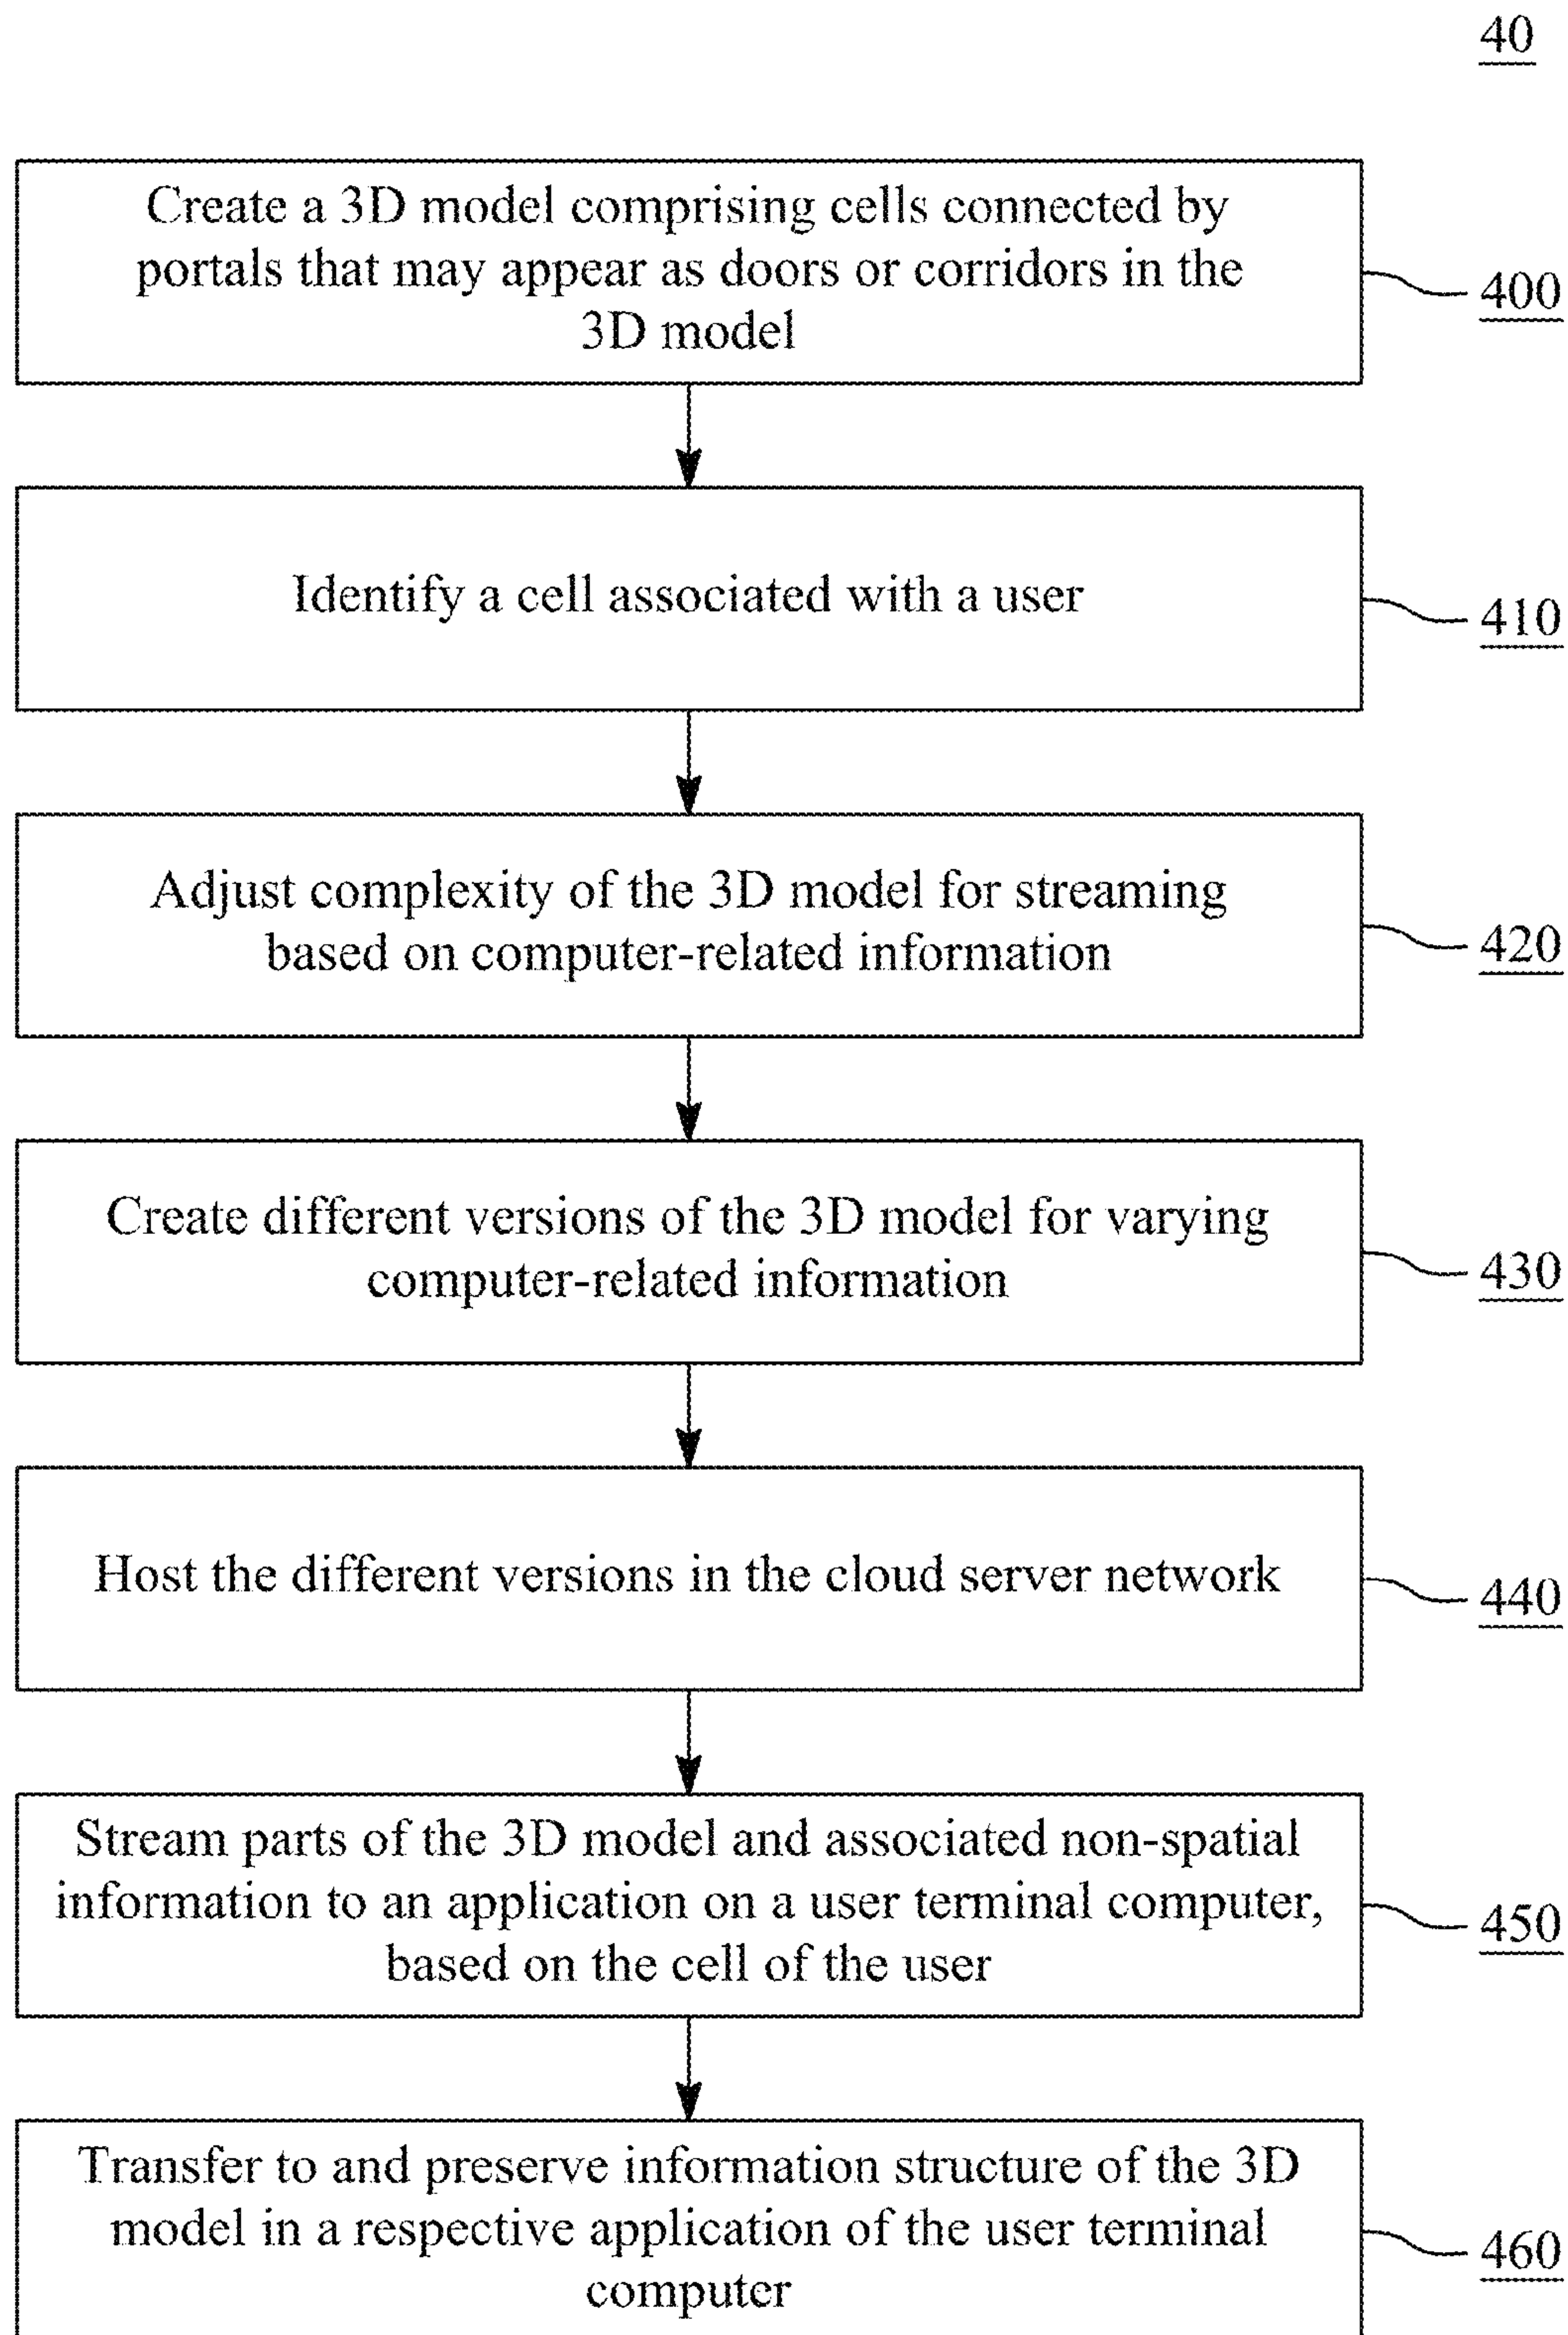 40
Create a 3D model comprising cells connected by
portals that may appear as doors or corridors in the
3D model
400
Identify a cell associated with a user
410
Adjust complexity of the 3D model for streaming
based on computer-related information
420
Create different versions of the 3D model for varying
computer-related information
430
Host the different versions in the cloud server network
440
Stream parts of the 3D model and associated non-spatial
information to an application on a user terminal computer,
based on the cell of the user
450
Transfer to and preserve information structure of the 3D
model in a respective application of the user terminal
computer
460